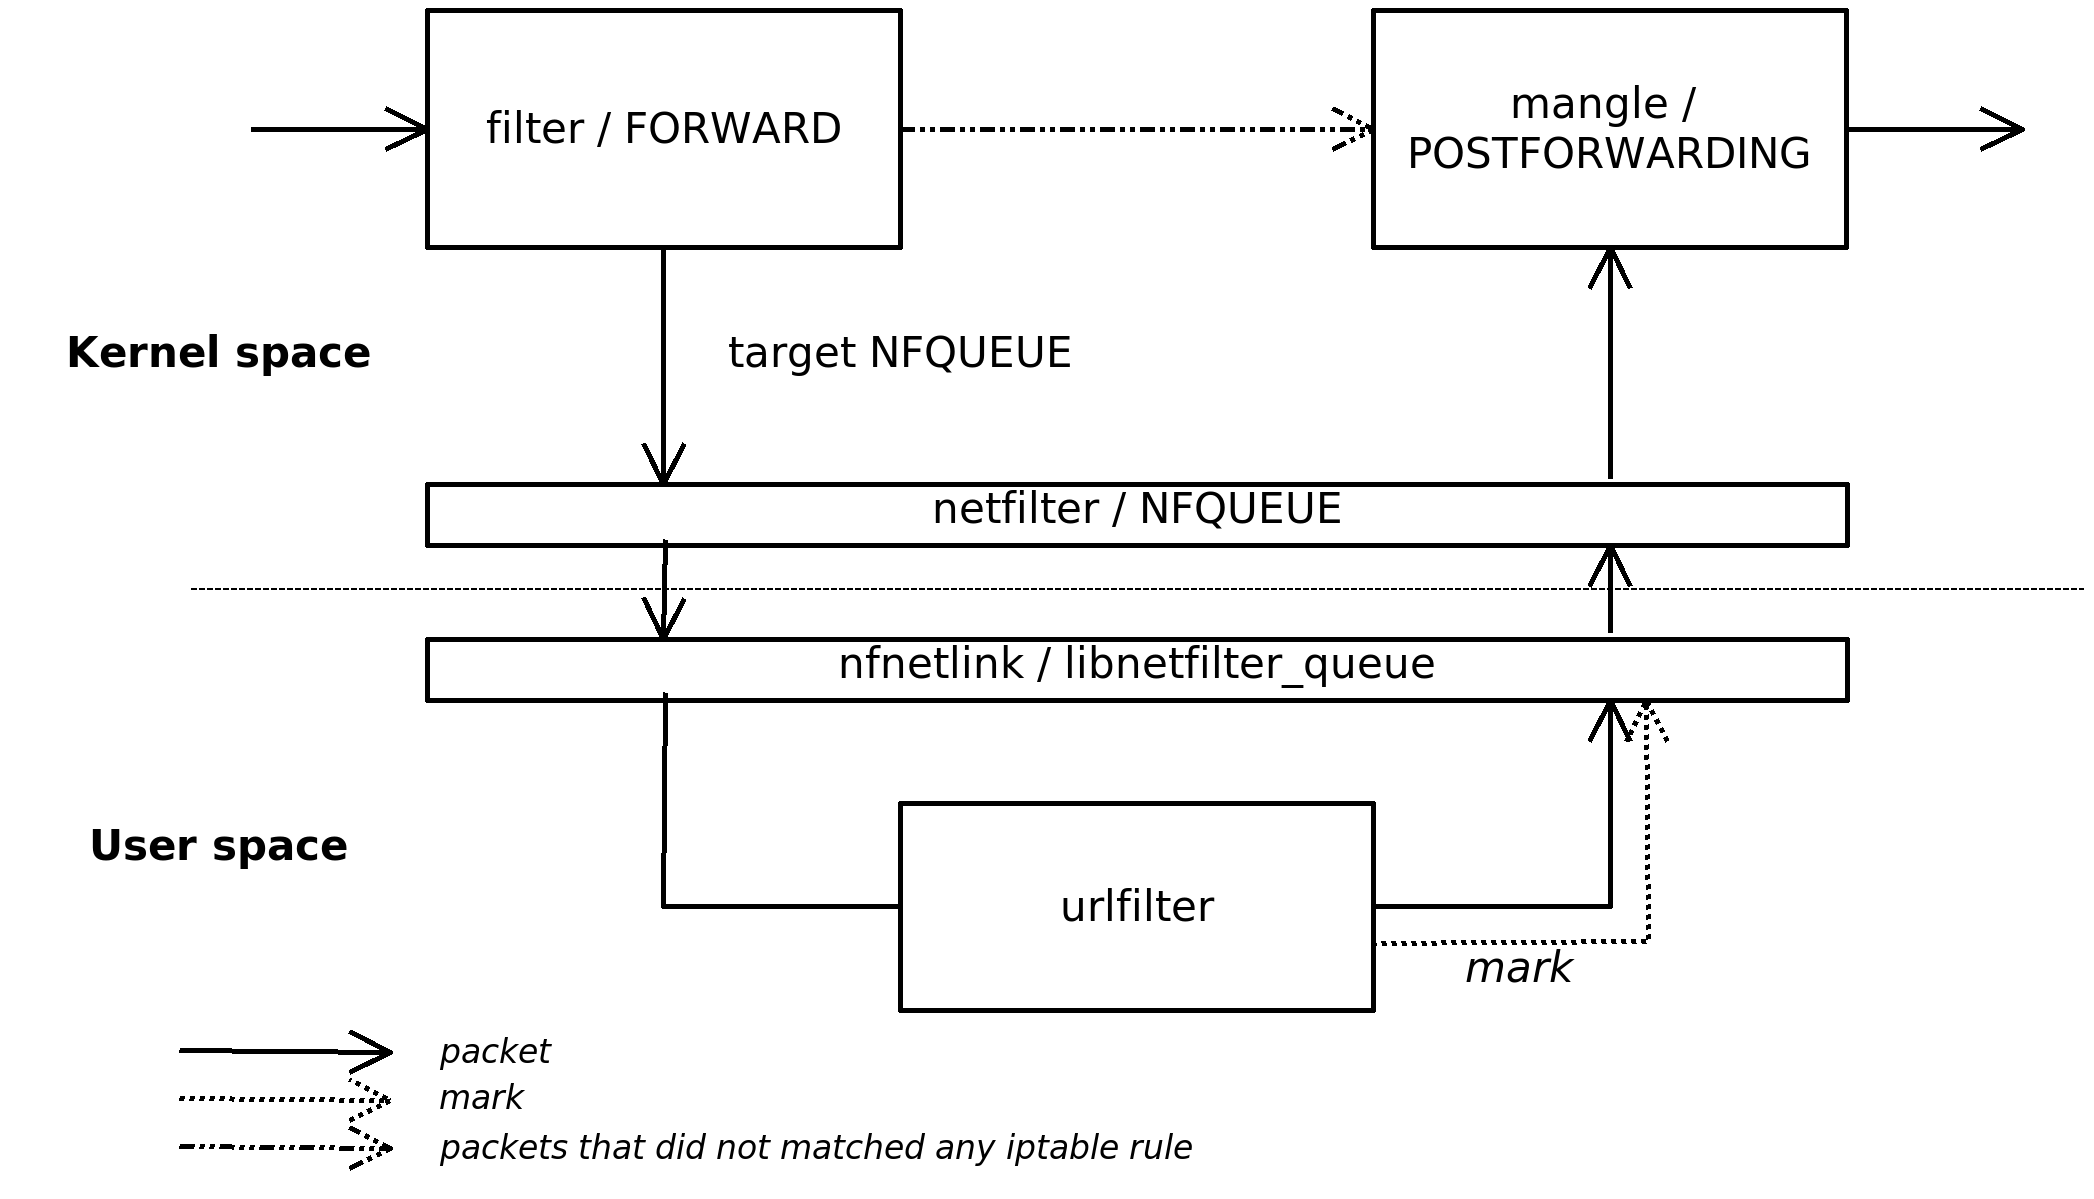 filter / FORWARD
mangle /
POSTFORWARDING
Kernel space
target NFQUEUE
netfilter / NFQUEUE
nfnetlink / libnetfilter_queue
User space
urlfilter
mark
packet
mark
packets that did not matched any iptable rule